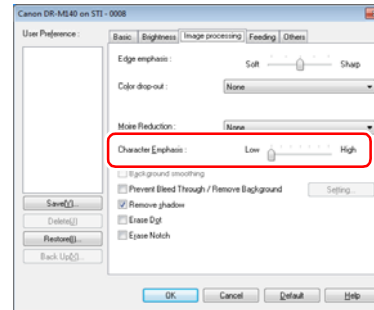 Canon DR-M140 on STI - 0008
User Preference :
Basic Brightness Image processing Feeding Others
Edge emphasis : Soft Sharp
Color drop-out : None
Moire Reduction : None
Character Emphasis : Low High
Background smoothing
Prevent Bleed Through / Remove Background Setting...
Save(Y)... Remove shadow
Delete(J) Erase Dot
Restore(I)... Erase Notch
Back Up(X)...
OK Cancel Default Help